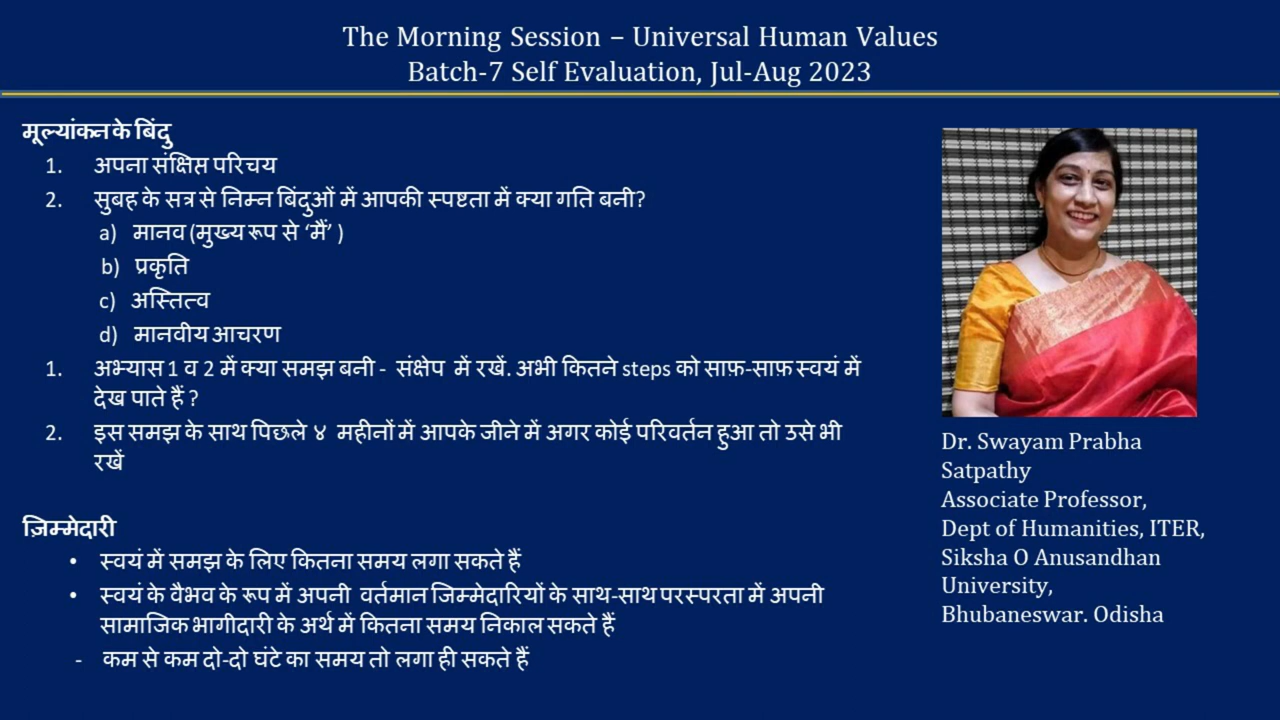 The Morning Session – Universal Human Values
Batch-7 Self Evaluation, Jul-Aug 2023
मूल्यांकन के बिंदु
1. अपना संक्षिप्त परिचय
2. सुबह के सत्र से निम्न बिंदुओं में आपकी स्पष्टता में क्या गति बनी?
a) मानव (मुख्य रूप से ‘मैं’ )
b) प्रकृति
c) अस्तित्व
d) मानवीय आचरण
1. अभ्यास 1 व 2 में क्या समझ बनी - संक्षेप में रखें. अभी कितने steps को साफ़-साफ़ स्वयं में
देख पाते हैं ?
2. इस समझ के साथ पिछले ४ महीनों में आपके जीने में अगर कोई परिवर्तन हुआ तो उसे भी
रखें
ज़िम्मेदारी
• स्वयं में समझ के लिए कितना समय लगा सकते हैं
• स्वयं के वैभव के रूप में अपनी वर्तमान जिम्मेदारियों के साथ-साथ परस्परता में अपनी
सामाजिक भागीदारी के अर्थ में कितना समय निकाल सकते हैं
- कम से कम दो-दो घंटे का समय तो लगा ही सकते हैं
Dr. Swayam Prabha
Satpathy
Associate Professor,
Dept of Humanities, ITER,
Siksha O Anusandhan
University,
Bhubaneswar. Odisha